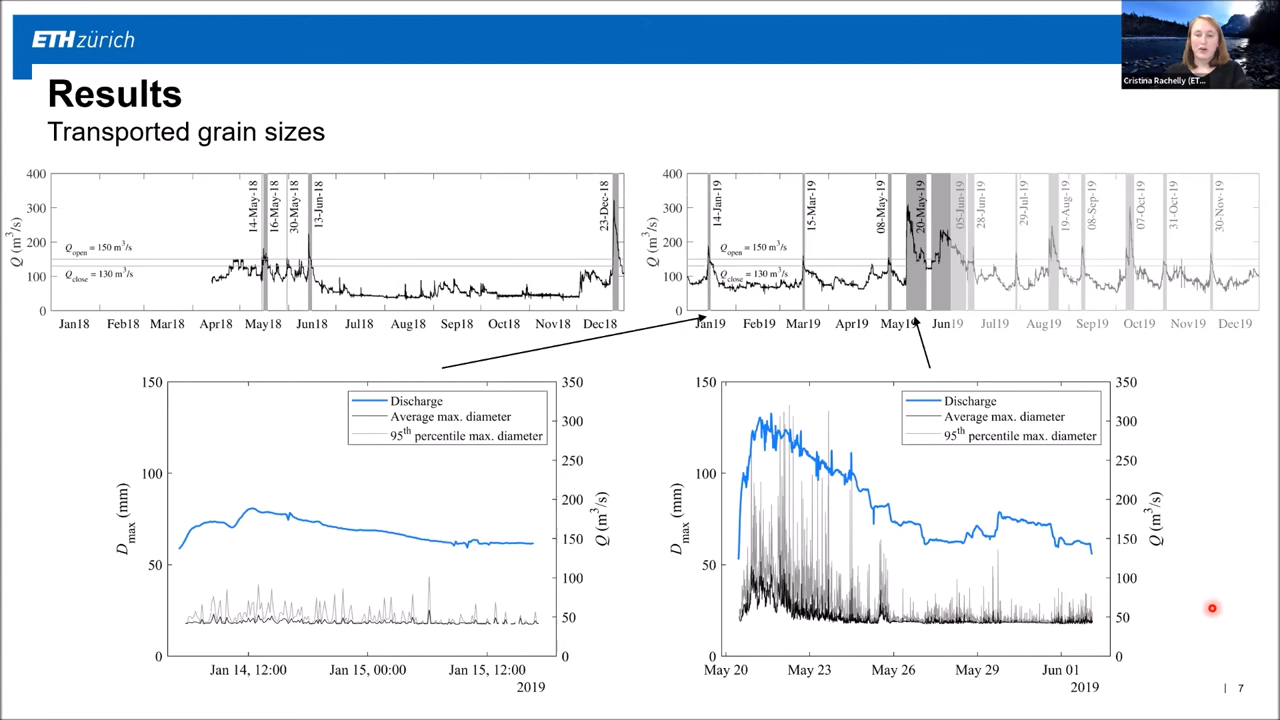 ETH zürich
Cristina Rachelly (ET...
Results
Transported grain sizes
400
300
200
100
0
Q (m³/s)
Qopen = 150 m³/s
Qclose = 130 m³/s
14-May-18
16-May-18
30-May-18
13-Jun-18
23-Dec-18
Jan18 Feb18 Mar18 Apr18 May18 Jun18 Jul18 Aug18 Sep18 Oct18 Nov18 Dec18
400
300
200
100
0
Q (m³/s)
Qopen = 150 m³/s
Qclose = 130 m³/s
14-Jan-19
15-Mar-19
08-May-19
20-May-19
05-Jun-19
28-Jun-19
29-Jul-19
19-Aug-19
08-Sep-19
07-Oct-19
31-Oct-19
30-Nov-19
Jan19 Feb19 Mar19 Apr19 May19 Jun19 Jul19 Aug19 Sep19 Oct19 Nov19 Dec19
150
100
50
0
Dmax (mm)
Discharge
Average max. diameter
95th percentile max. diameter
350
300
250
200
150
100
50
0
Q (m³/s)
Jan 14, 12:00 Jan 15, 00:00 Jan 15, 12:00
2019
150
100
50
0
Dmax (mm)
Discharge
Average max. diameter
95th percentile max. diameter
350
300
250
200
150
100
50
0
Q (m³/s)
May 20 May 23 May 26 May 29 Jun 01
2019
| 7